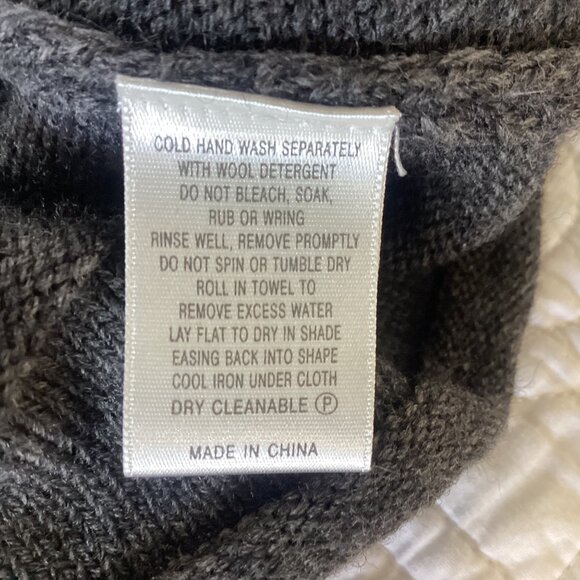 COLD HAND WASH SEPARATELY
WITH WOOL DETERGENT
DO NOT BLEACH, SOAK,
RUB OR WRING
RINSE WELL, REMOVE PROMPTLY
DO NOT SPIN OR TUMBLE DRY
ROLL IN TOWEL TO
REMOVE EXCESS WATER
LAY FLAT TO DRY IN SHADE
EASING BACK INTO SHAPE
COOL IRON UNDER CLOTH
DRY CLEANABLE Ⓟ
MADE IN CHINA